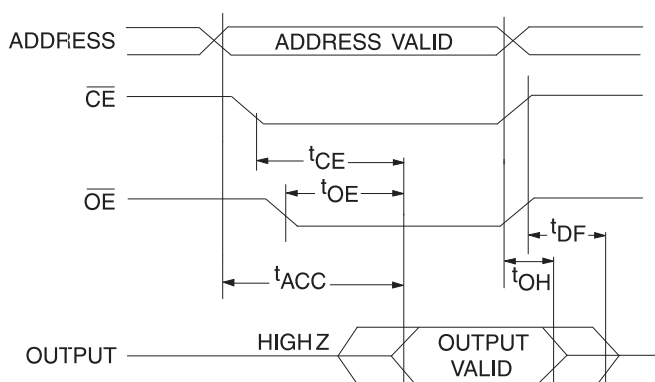 ADDRESS
ADDRESS VALID
CE
tCE
tOE
OE
tDF
tACC
tOH
OUTPUT
HIGH Z
OUTPUT
VALID